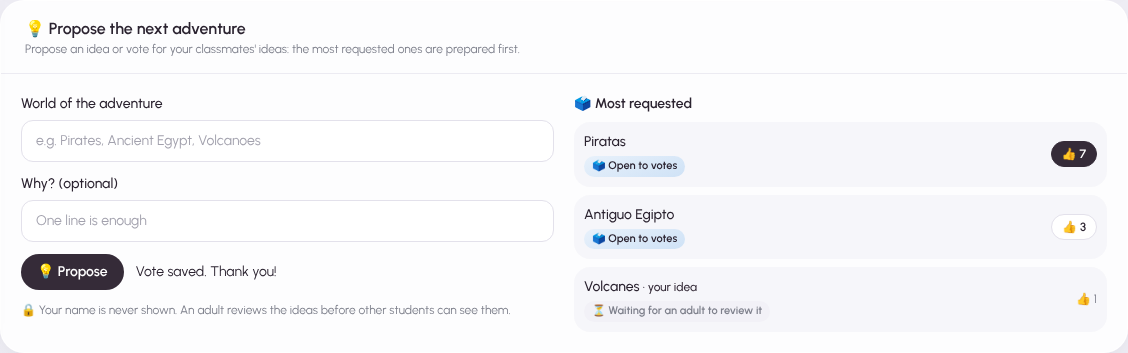 💡 Propose the next adventure
Propose an idea or vote for your classmates' ideas: the most requested ones are prepared first.
World of the adventure
e.g. Pirates, Ancient Egypt, Volcanoes
Why? (optional)
One line is enough
💡 Propose
Vote saved. Thank you!
🔒 Your name is never shown. An adult reviews the ideas before other students can see them.
🗳️ Most requested
Piratas
🗳️ Open to votes
👍 7
Antiguo Egipto
🗳️ Open to votes
👍 3
Volcanes · your idea
⏳ Waiting for an adult to review it
👍 1